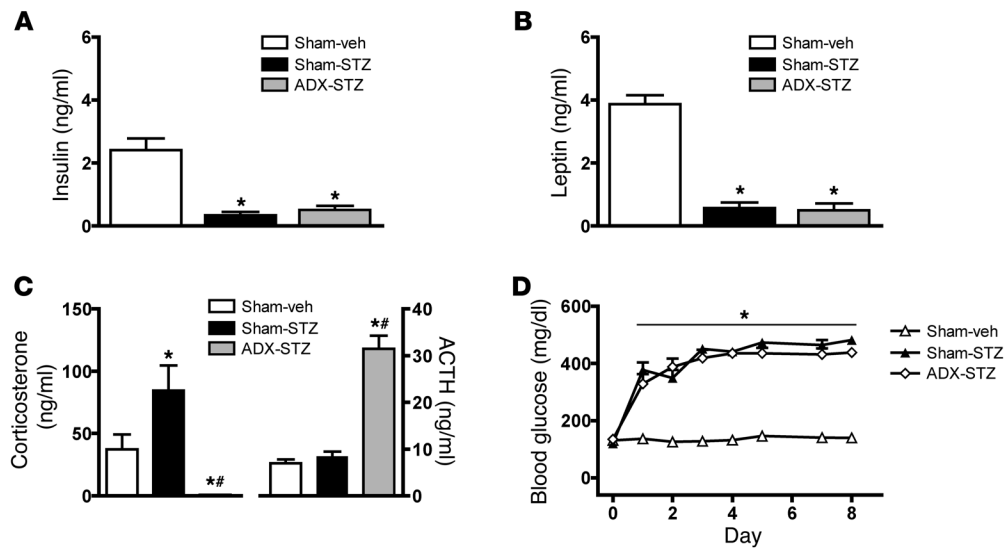 A
6
4
2
0
Insulin (ng/ml)
Sham-veh
Sham-STZ
ADX-STZ
*
*
B
6
4
2
0
Leptin (ng/ml)
Sham-veh
Sham-STZ
ADX-STZ
*
*
C
150
100
50
0
Corticosterone
(ng/ml)
Sham-veh
Sham-STZ
ADX-STZ
*
*#
*#
40
30
20
10
0
ACTH (ng/ml)
D
600
400
200
0
Blood glucose (mg/dl)
*
Sham-veh
Sham-STZ
ADX-STZ
0 2 4 6 8
Day